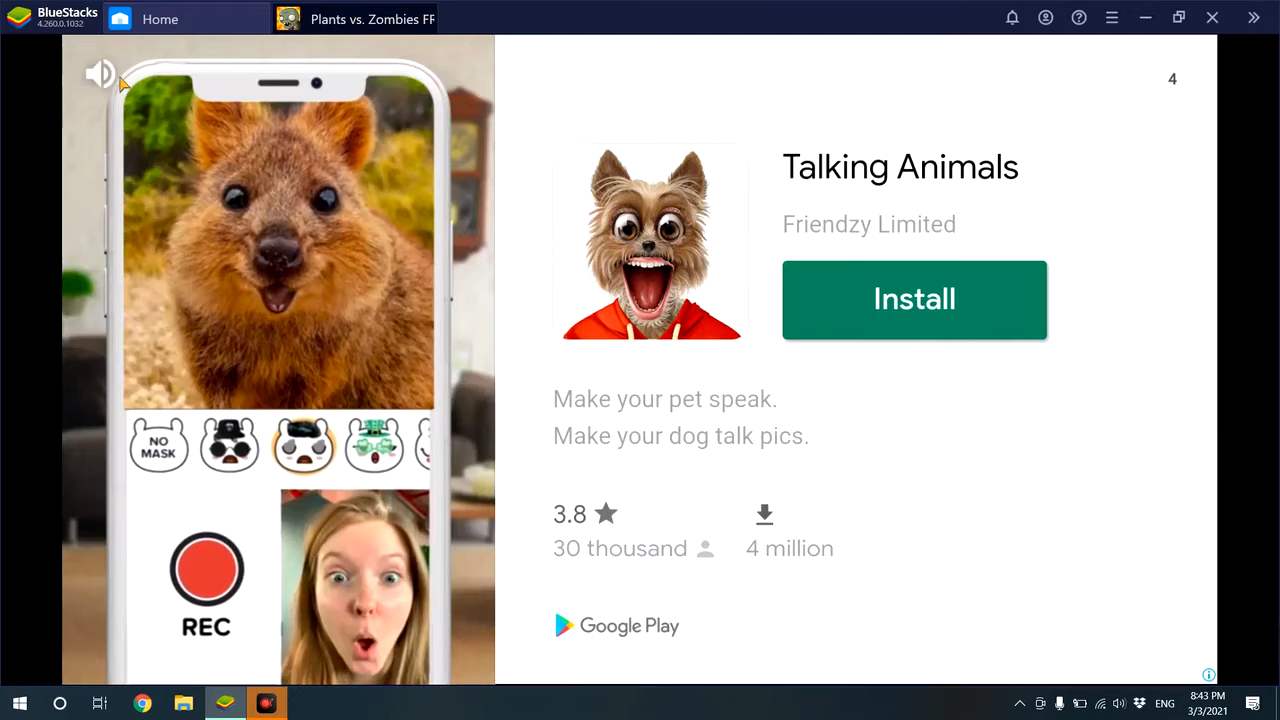 BlueStacks
4.260.0.1032
Home
Plants vs. Zombies FR
4
Talking Animals
Friendzy Limited
Install
Make your pet speak.
Make your dog talk pics.
3.8
30 thousand
4 million
Google Play
NO
MASK
REC
ENG
8:43 PM
3/3/2021